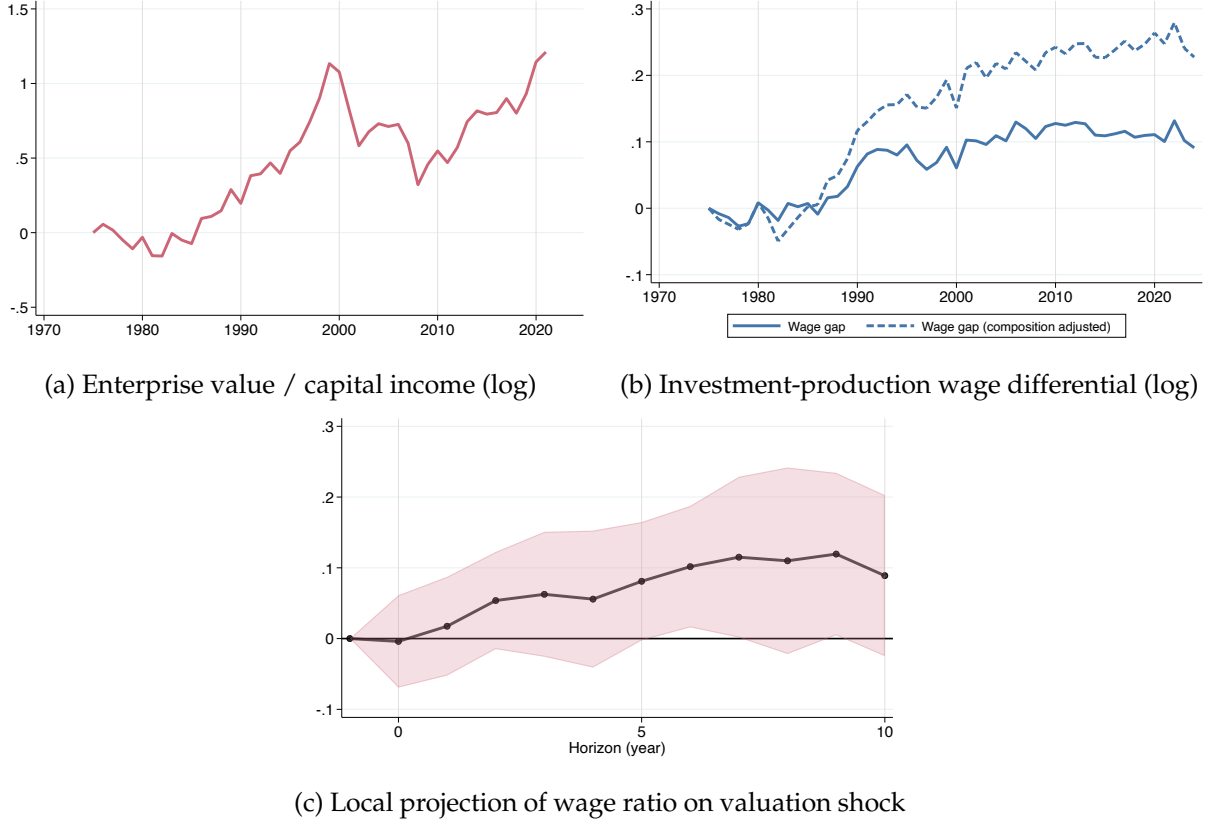 1.5
1
.5
0
-.5
1970 1980 1990 2000 2010 2020
(a) Enterprise value / capital income (log)
.3
.2
.1
0
-.1
1970 1980 1990 2000 2010 2020
Wage gap Wage gap (composition adjusted)
(b) Investment-production wage differential (log)
.3
.2
.1
0
-.1
0 5 10
Horizon (year)
(c) Local projection of wage ratio on valuation shock